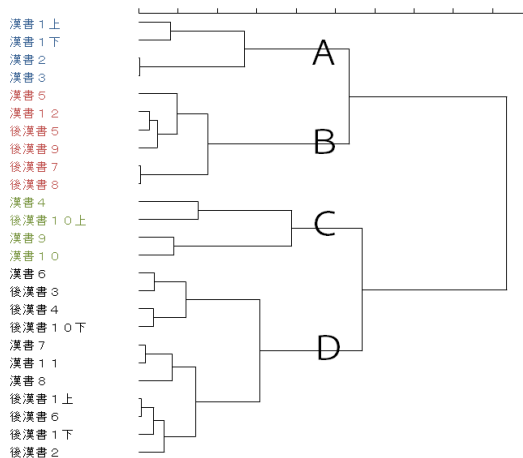 漢書１上
漢書１下
漢書２
漢書３
漢書５
漢書１２
後漢書５
後漢書９
後漢書７
後漢書８
漢書４
後漢書１０上
漢書９
漢書１０
漢書６
後漢書３
後漢書４
後漢書１０下
漢書７
漢書１１
漢書８
後漢書１上
後漢書６
後漢書１下
後漢書２
A
B
C
D